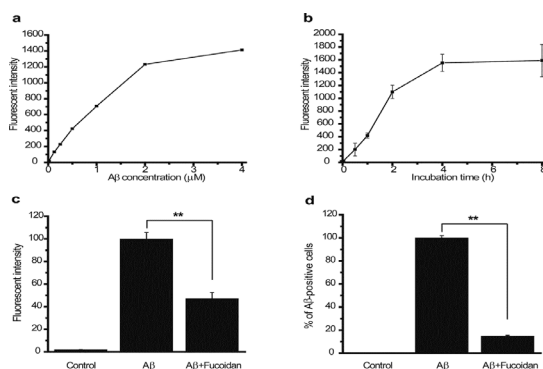 a
Fluorescent intensity
1600
1400
1200
1000
800
600
400
200
0
0
1
2
3
4
Aβ concentration (μM)
b
Fluorescent intensity
2000
1800
1600
1400
1200
1000
800
600
400
200
0
0
2
4
6
8
Incubation time (h)
c
Fluorescent intensity
120
100
80
60
40
20
0
**
Control
Aβ
Aβ+Fucoidan
d
% of Aβ-positive cells
120
100
80
60
40
20
0
**
Control
Aβ
Aβ+Fucoidan